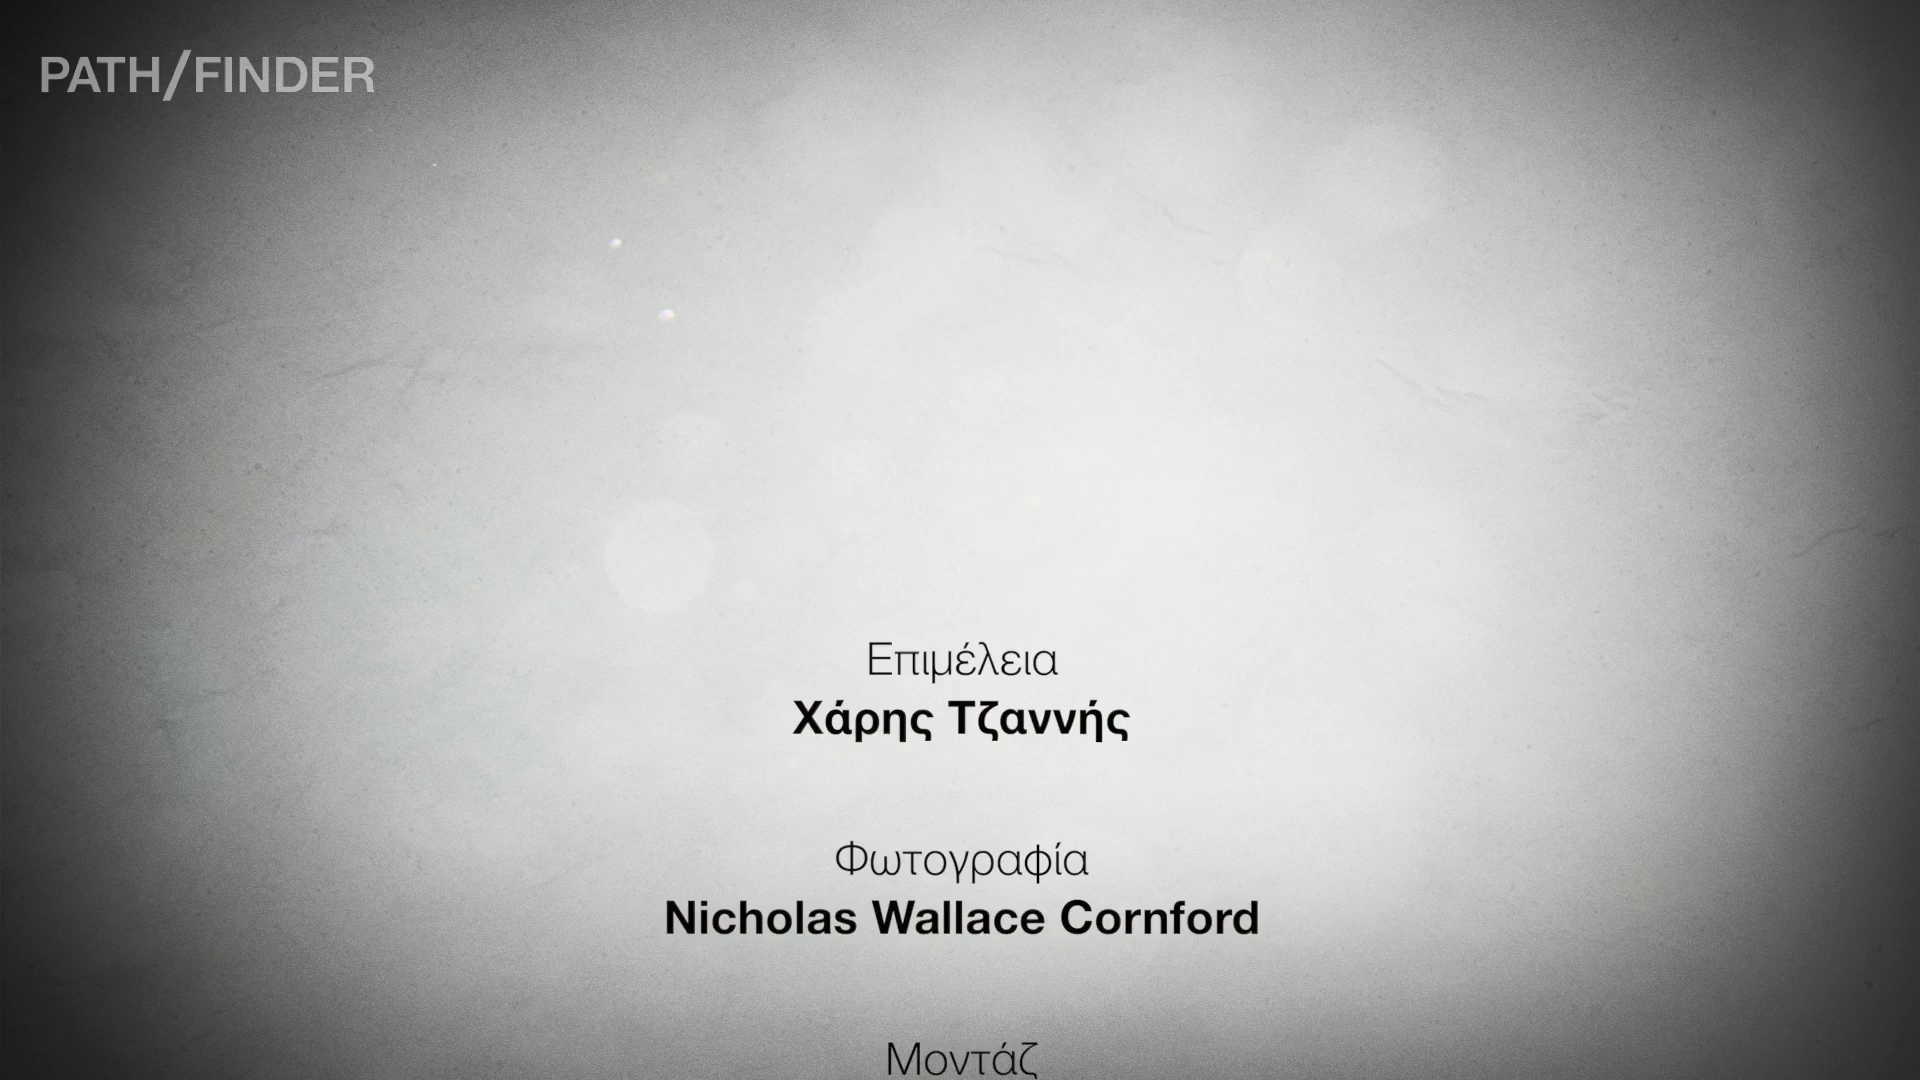 PATH/FINDER
Επιμέλεια
Χάρης Τζαννής
Φωτογραφία
Nicholas Wallace Cornford
Μοντάζ